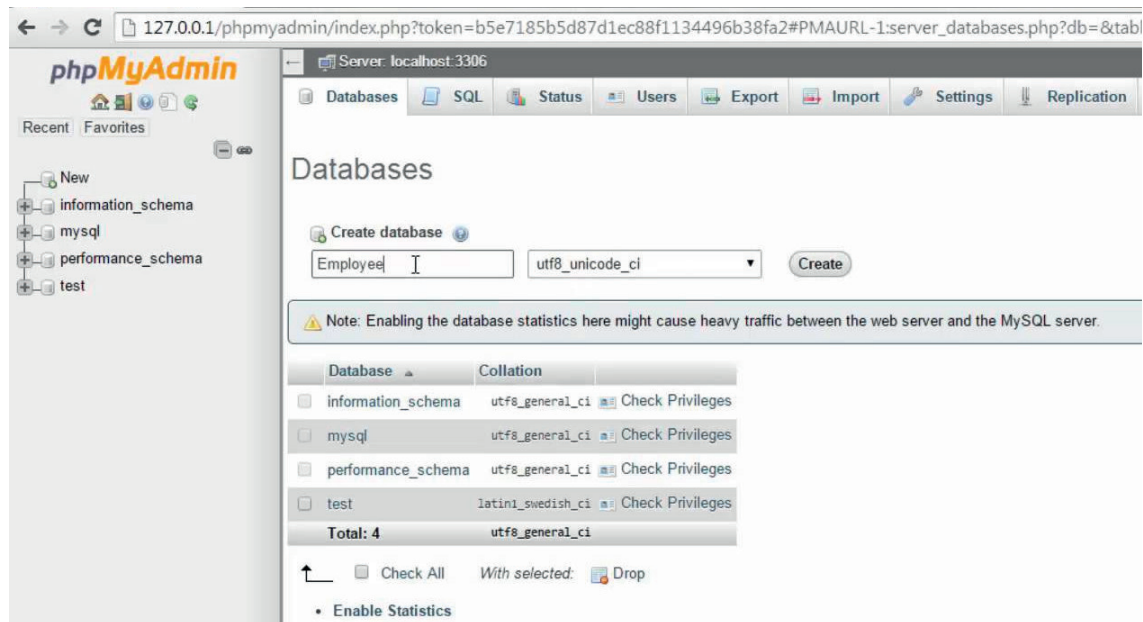 127.0.0.1/phpmyadmin/index.php?token=b5e7185b5d87d1ec88f1134496b38fa2#PMAURL-1:server_databases.php?db=&tabl
phpMyAdmin
Recent Favorites
New
information_schema
mysql
performance_schema
test
Server: localhost:3306
Databases SQL Status Users Export Import Settings Replication
Databases
Create database
Employee utf8_unicode_ci Create
Note: Enabling the database statistics here might cause heavy traffic between the web server and the MySQL server.
Database Collation
information_schema utf8_general_ci Check Privileges
mysql utf8_general_ci Check Privileges
performance_schema utf8_general_ci Check Privileges
test latin1_swedish_ci Check Privileges
Total: 4 utf8_general_ci
Check All With selected: Drop
• Enable Statistics